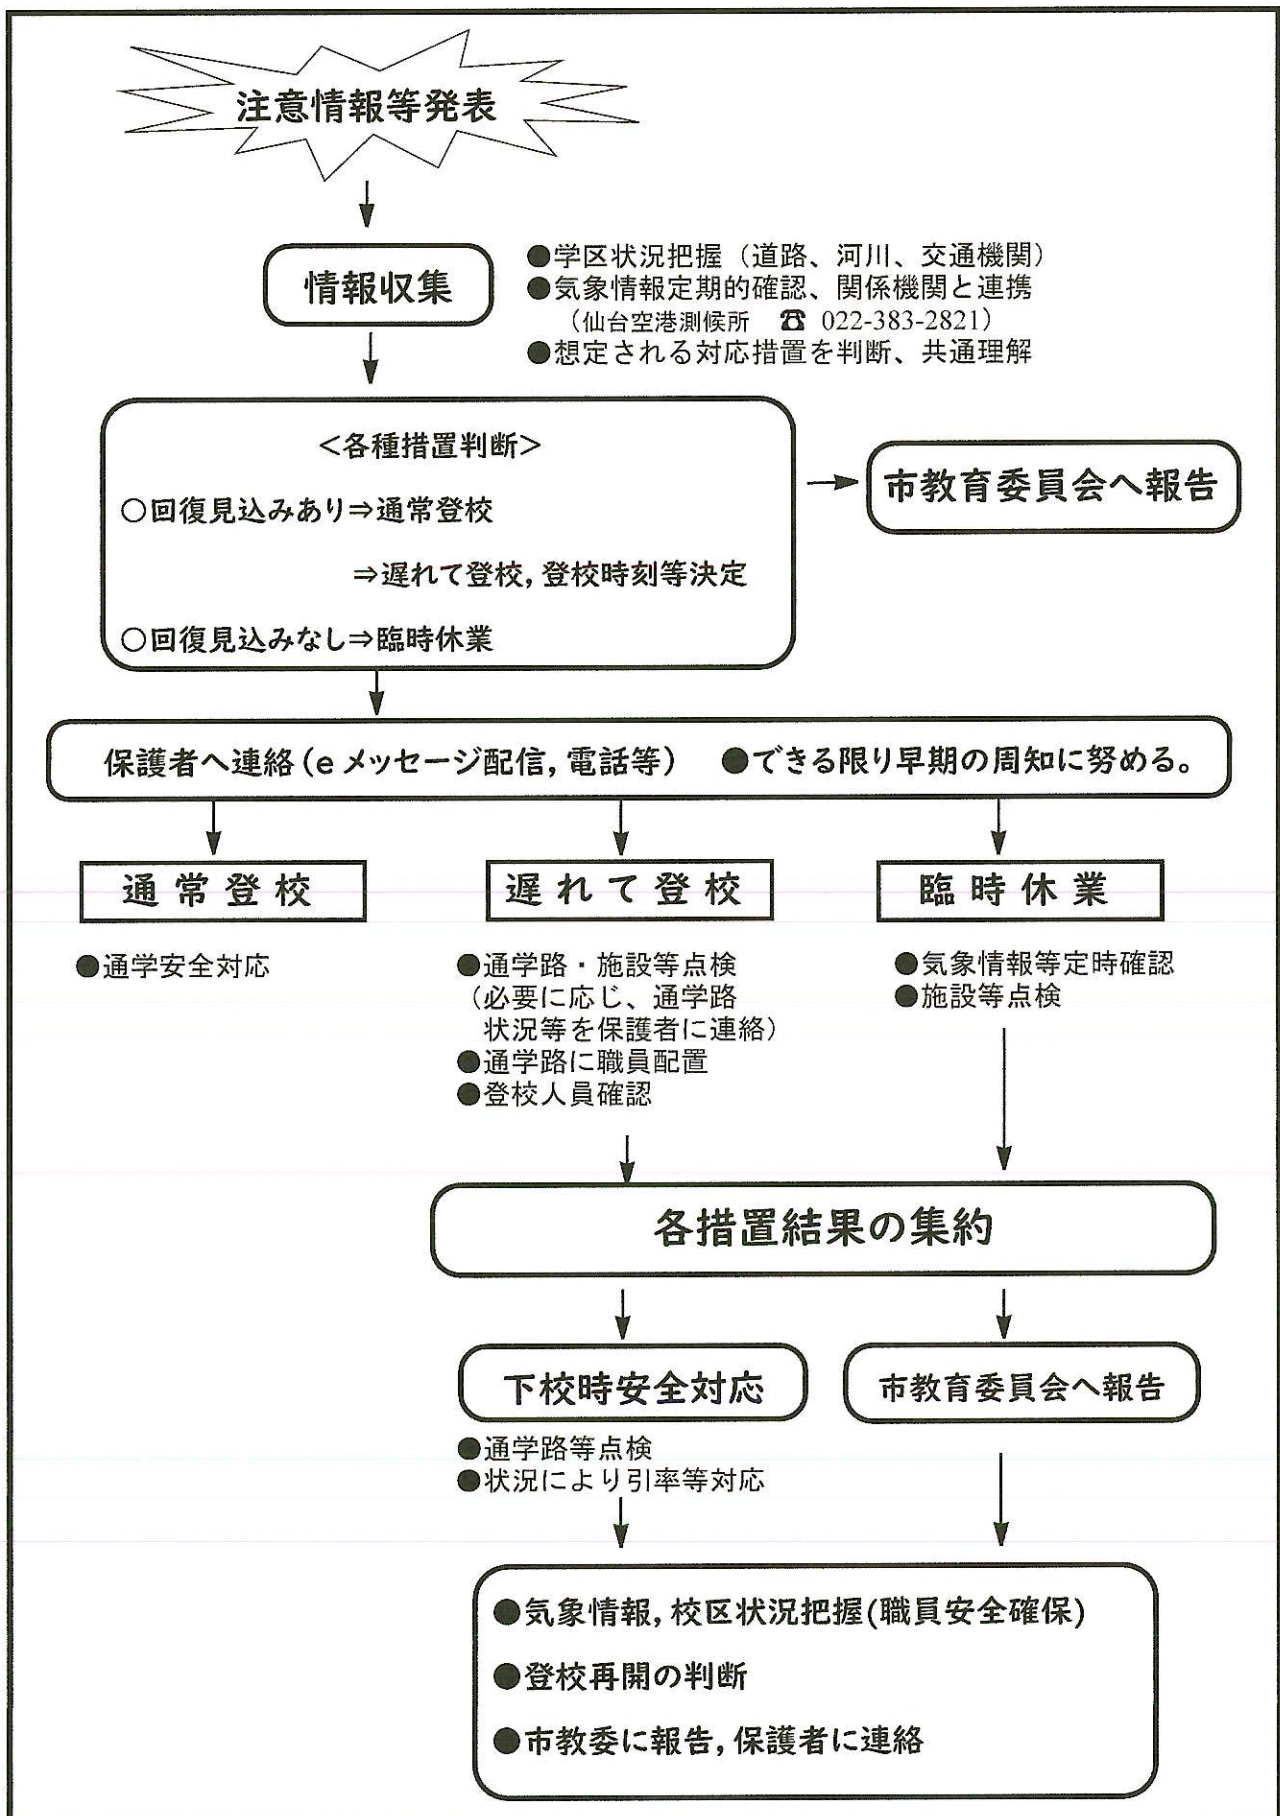 注意情報等発表
情報収集
●学区状況把握（道路、河川、交通機関）
●気象情報定期的確認、関係機関と連携
（仙台空港測候所　☎ 022-383-2821）
●想定される対応措置を判断、共通理解
＜各種措置判断＞
○回復見込みあり⇒通常登校
⇒遅れて登校，登校時刻等決定
○回復見込みなし⇒臨時休業
市教育委員会へ報告
保護者へ連絡（eメッセージ配信，電話等）　●できる限り早期の周知に努める。
通常登校
●通学安全対応
遅れて登校
●通学路・施設等点検
（必要に応じ、通学路
状況等を保護者に連絡）
●通学路に職員配置
●登校人員確認
臨時休業
●気象情報等定時確認
●施設等点検
各措置結果の集約
下校時安全対応
●通学路等点検
●状況により引率等対応
市教育委員会へ報告
●気象情報，校区状況把握(職員安全確保)
●登校再開の判断
●市教委に報告，保護者に連絡